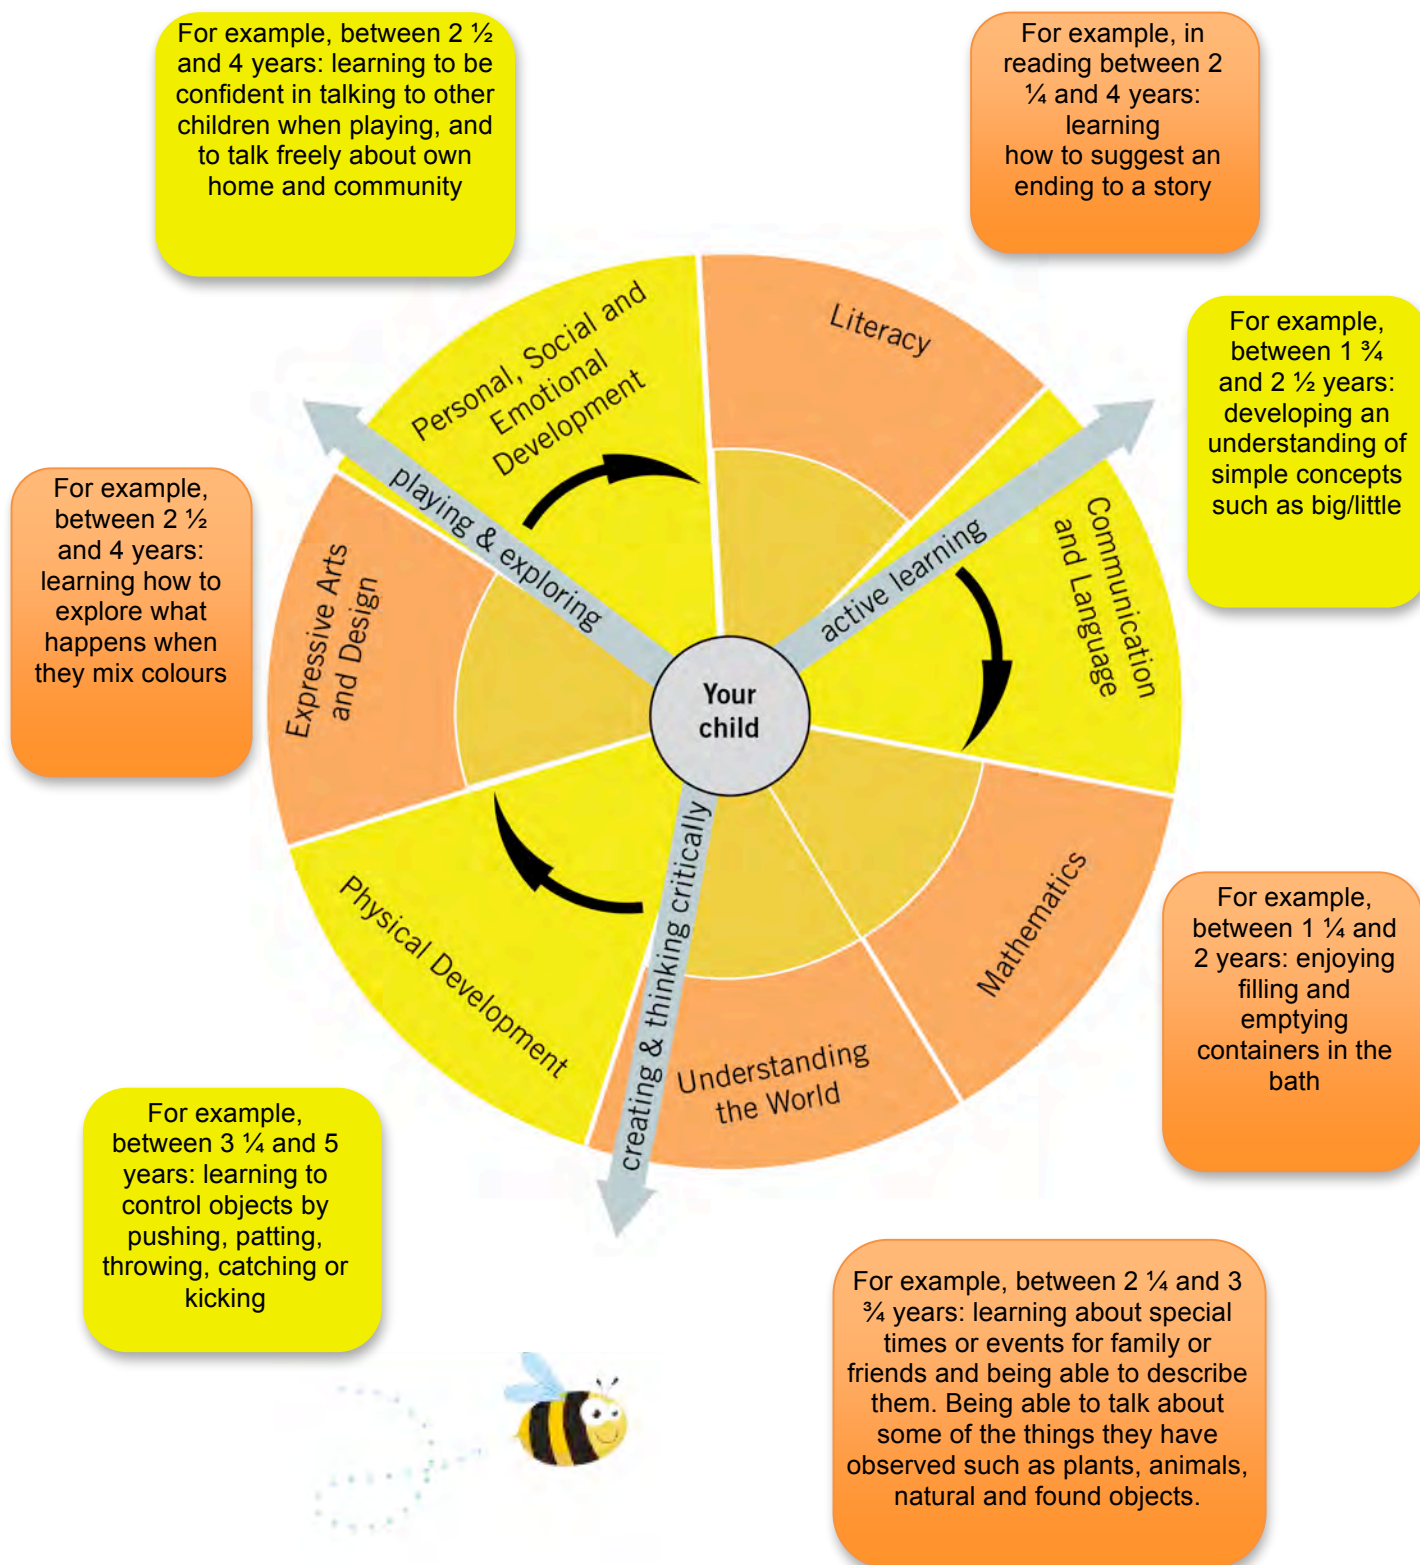 For example, between 2 ½
and 4 years: learning to be
confident in talking to other
children when playing, and
to talk freely about own
home and community
For example, in
reading between 2
¼ and 4 years:
learning
how to suggest an
ending to a story
For example,
between 1 ¾
and 2 ½ years:
developing an
understanding of
simple concepts
such as big/little
For example,
between 2 ½
and 4 years:
learning how to
explore what
happens when
they mix colours
Personal, Social and
Emotional
Development
Literacy
Communication
and Language
Mathematics
Understanding
the World
Physical Development
Expressive Arts
and Design
playing & exploring
active learning
creating & thinking critically
Your
child
For example,
between 1 ¼ and
2 years: enjoying
filling and
emptying
containers in the
bath
For example,
between 3 ¼ and 5
years: learning to
control objects by
pushing, patting,
throwing, catching or
kicking
For example, between 2 ¼ and 3
¾ years: learning about special
times or events for family or
friends and being able to describe
them. Being able to talk about
some of the things they have
observed such as plants, animals,
natural and found objects.